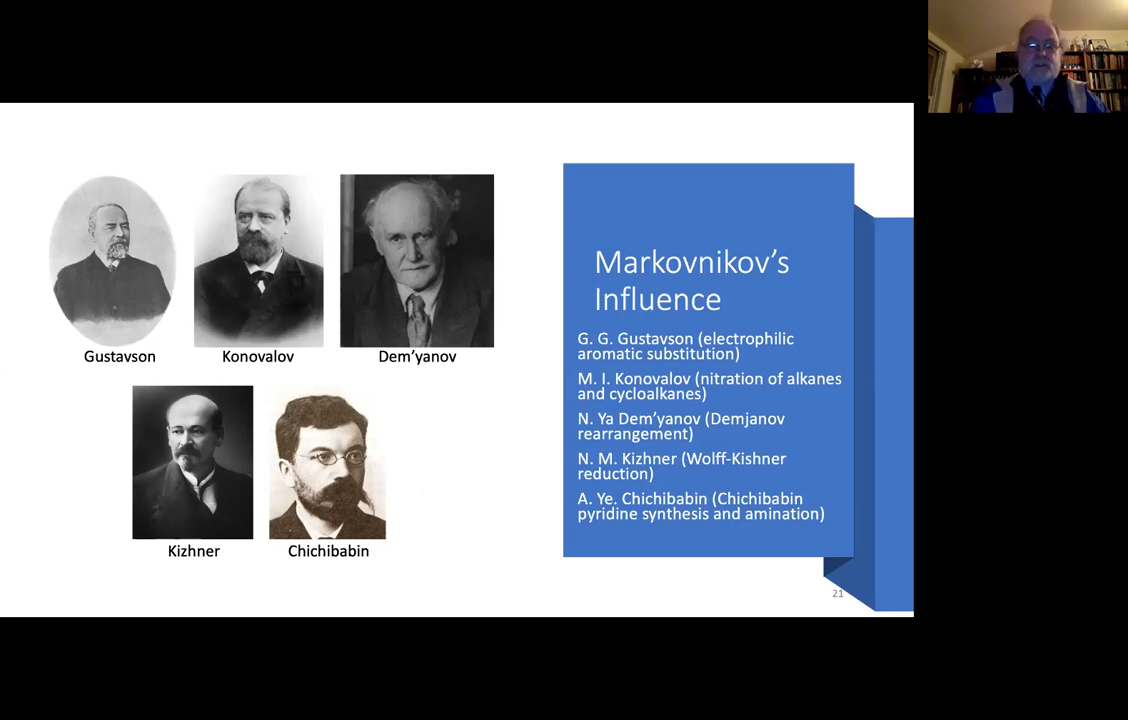 Gustavson
Konovalov
Dem’yanov
Kizhner
Chichibabin
Markovnikov’s
Influence
G. G. Gustavson (electrophilic
aromatic substitution)
M. I. Konovalov (nitration of alkanes
and cycloalkanes)
N. Ya Dem’yanov (Demjanov
rearrangement)
N. M. Kizhner (Wolff-Kishner
reduction)
A. Ye. Chichibabin (Chichibabin
pyridine synthesis and amination)
21